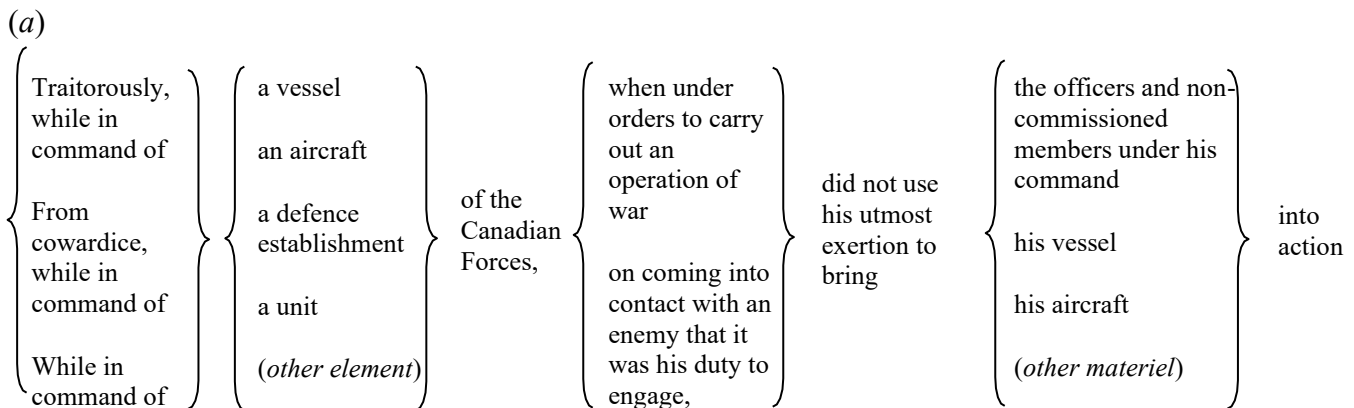 (a)
Traitorously,
while in
command of
From
cowardice,
while in
command of
While in
command of
a vessel
an aircraft
a defence
establishment
a unit
(other element)
of the
Canadian
Forces,
when under
orders to carry
out an
operation of
war
on coming into
contact with an
enemy that it
was his duty to
engage,
did not use
his utmost
exertion to
bring
the officers and non-
commissioned
members under his
command
his vessel
his aircraft
(other materiel)
into
action